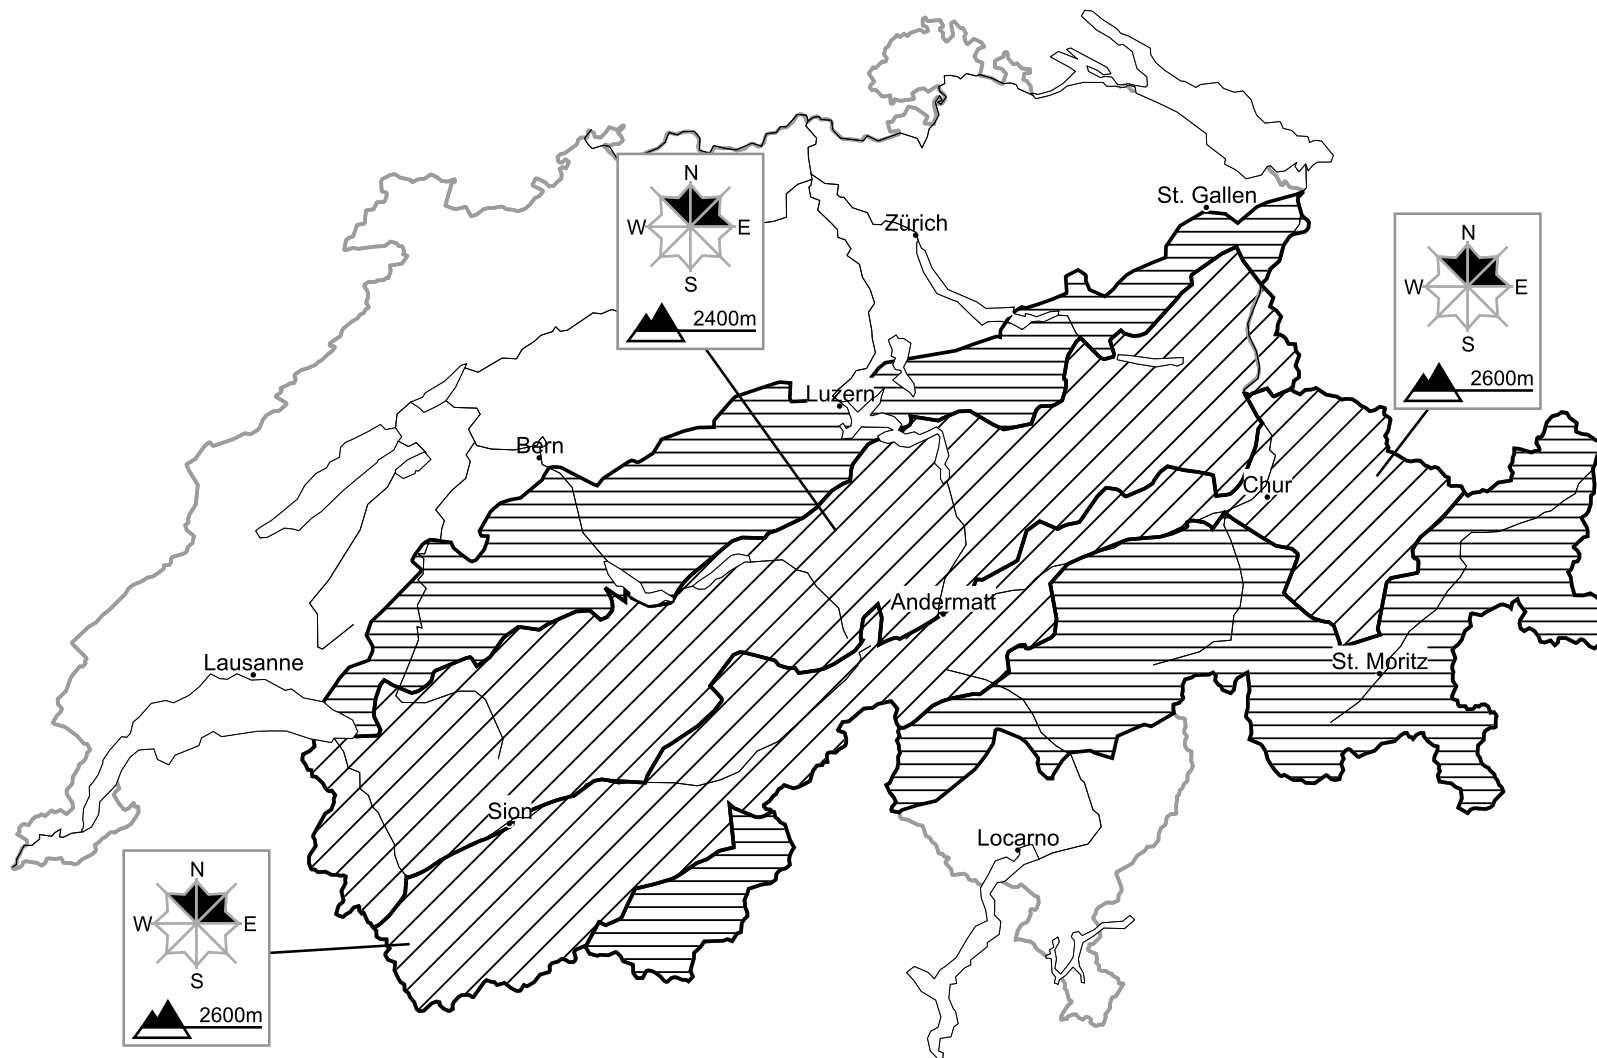 St. Gallen
Zürich
N
W E
S
2400m
N
W E
S
2600m
Luzern
Bern
Chur
Andermatt
Lausanne
St. Moritz
Sion
Locarno
N
W E
S
2600m